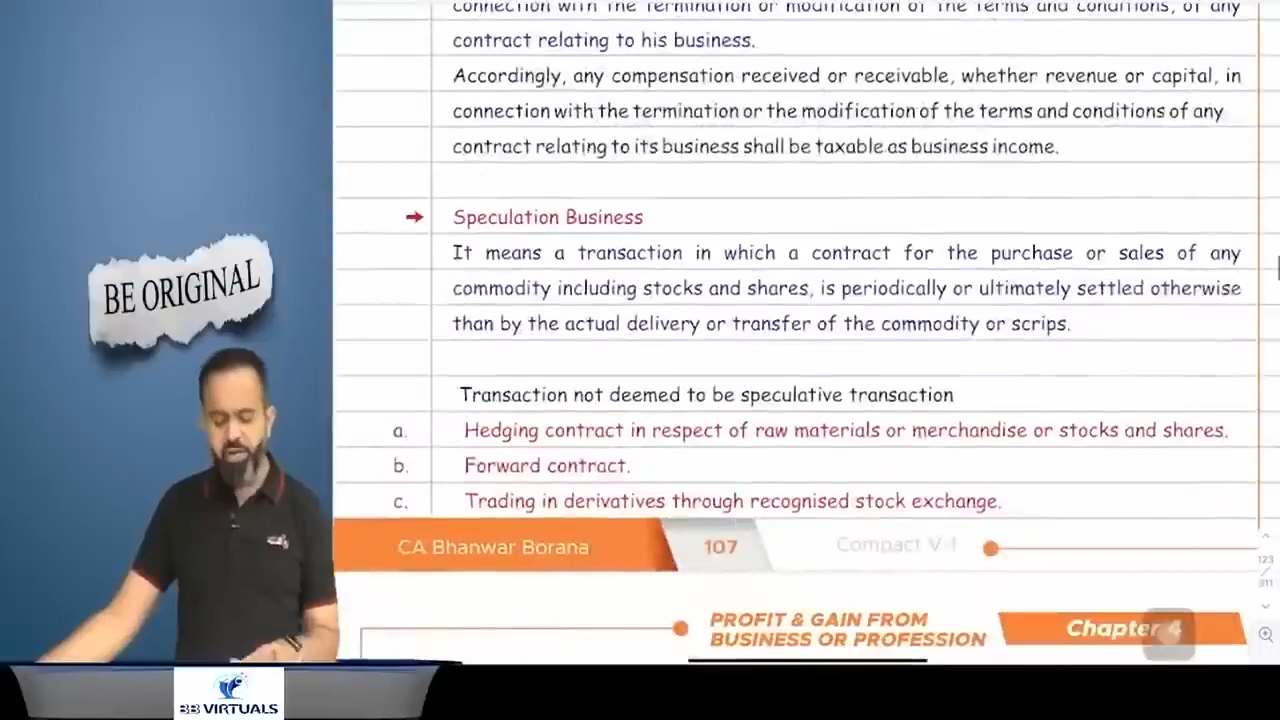 connection with the termination or modification of the terms and conditions, of any
contract relating to his business.
Accordingly, any compensation received or receivable, whether revenue or capital, in
connection with the termination or the modification of the terms and conditions of any
contract relating to its business shall be taxable as business income.
➜ Speculation Business
It means a transaction in which a contract for the purchase or sales of any
commodity including stocks and shares, is periodically or ultimately settled otherwise
than by the actual delivery or transfer of the commodity or scrips.
Transaction not deemed to be speculative transaction
a. Hedging contract in respect of raw materials or merchandise or stocks and shares.
b. Forward contract.
c. Trading in derivatives through recognised stock exchange.
CA Bhanwar Borana 107 Compact V-1
123
/
311
PROFIT & GAIN FROM
BUSINESS OR PROFESSION
Chapter 4
BE ORIGINAL
BB VIRTUALS